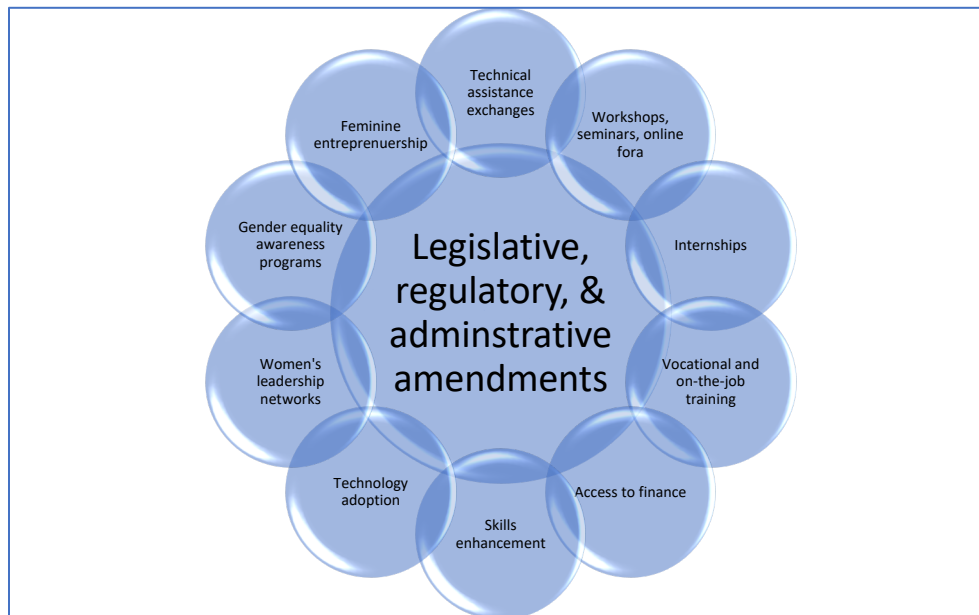 Technical
assistance
exchanges
Workshops,
seminars, online
fora
Internships
Vocational and
on-the-job
training
Access to finance
Skills
enhancement
Technology
adoption
Women's
leadership
networks
Gender equality
awareness
programs
Feminine
entreprenuership
Legislative,
regulatory, &
adminstrative
amendments